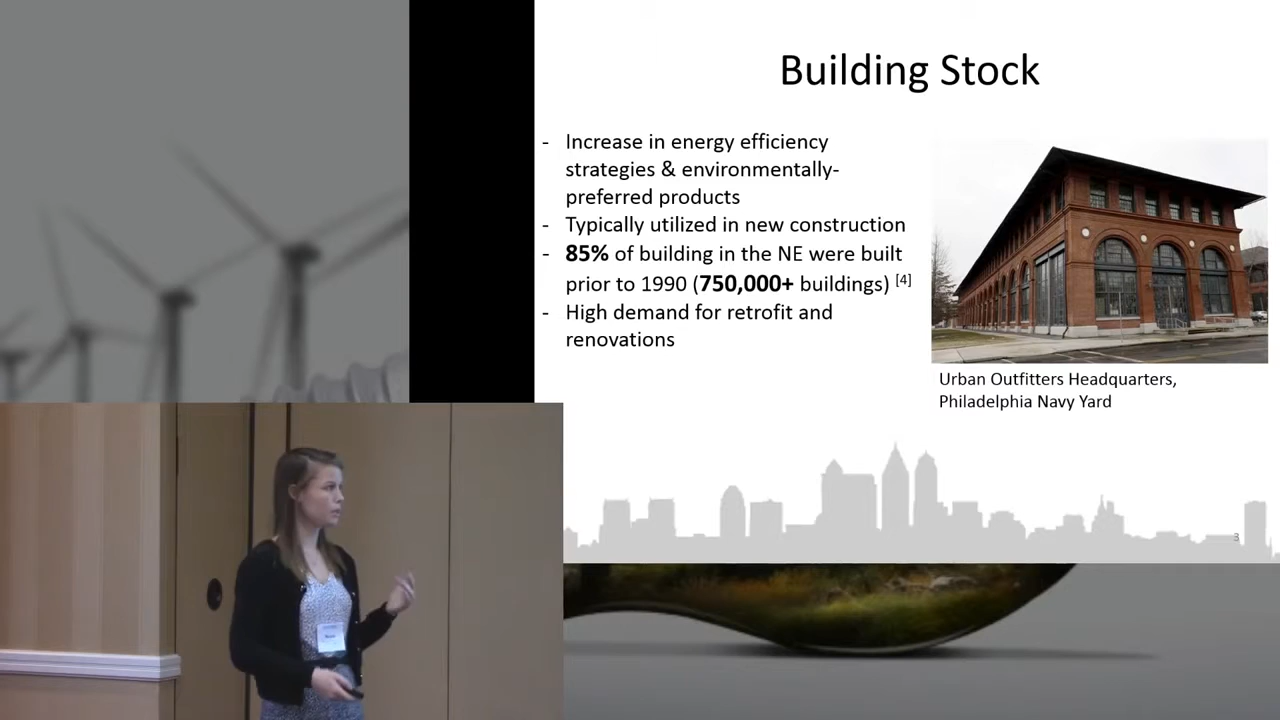 Building Stock
- Increase in energy efficiency
strategies & environmentally-
preferred products
- Typically utilized in new construction
- 85% of building in the NE were built
prior to 1990 (750,000+ buildings) [4]
- High demand for retrofit and
renovations
Urban Outfitters Headquarters,
Philadelphia Navy Yard
3